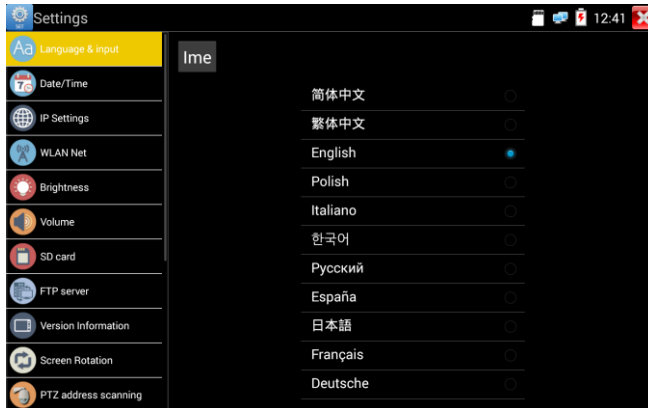 Settings
12:41
Aa Language & input
Date/Time
IP Settings
WLAN Net
Brightness
Volume
SD card
FTP server
Version Information
Screen Rotation
PTZ address scanning
Ime
简体中文
繁体中文
English
Polish
Italiano
한국어
Русский
España
日本語
Français
Deutsche